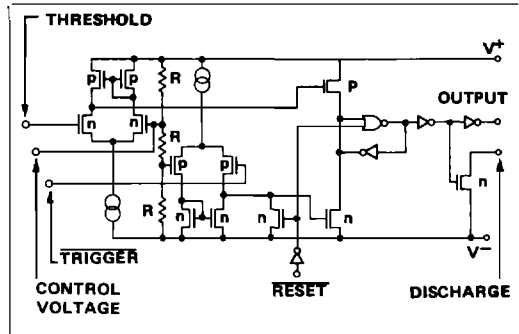 THRESHOLD
V+
p
p
R
p
OUTPUT
n
n
R
p
p
n
R
n
n
n
n
V−
TRIGGER
RESET
CONTROL
VOLTAGE
DISCHARGE